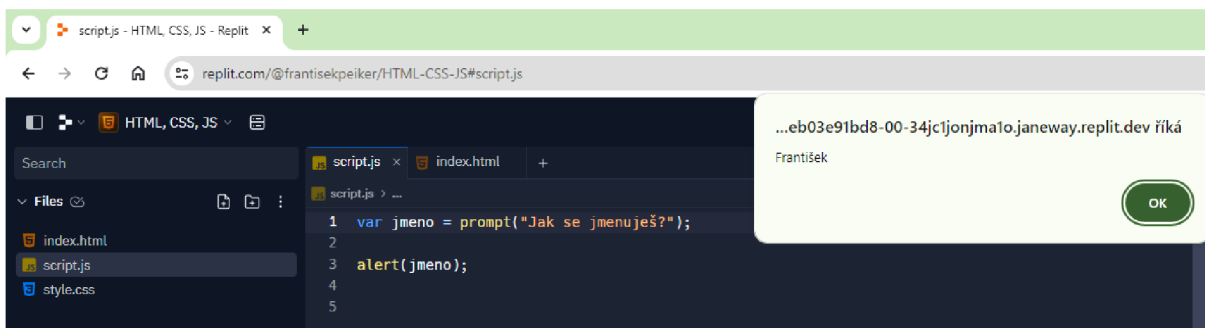 script.js - HTML, CSS, JS - Replit
replit.com/@frantisekpeiker/HTML-CSS-JS#script.js
HTML, CSS, JS
...eb03e91bd8-00-34jc1jonjma1o.janeway.replit.dev říká
František
OK
Search
Files
index.html
script.js
style.css
script.js
index.html
script.js > ...
1 var jmeno = prompt("Jak se jmenuješ?");
2
3 alert(jmeno);
4
5